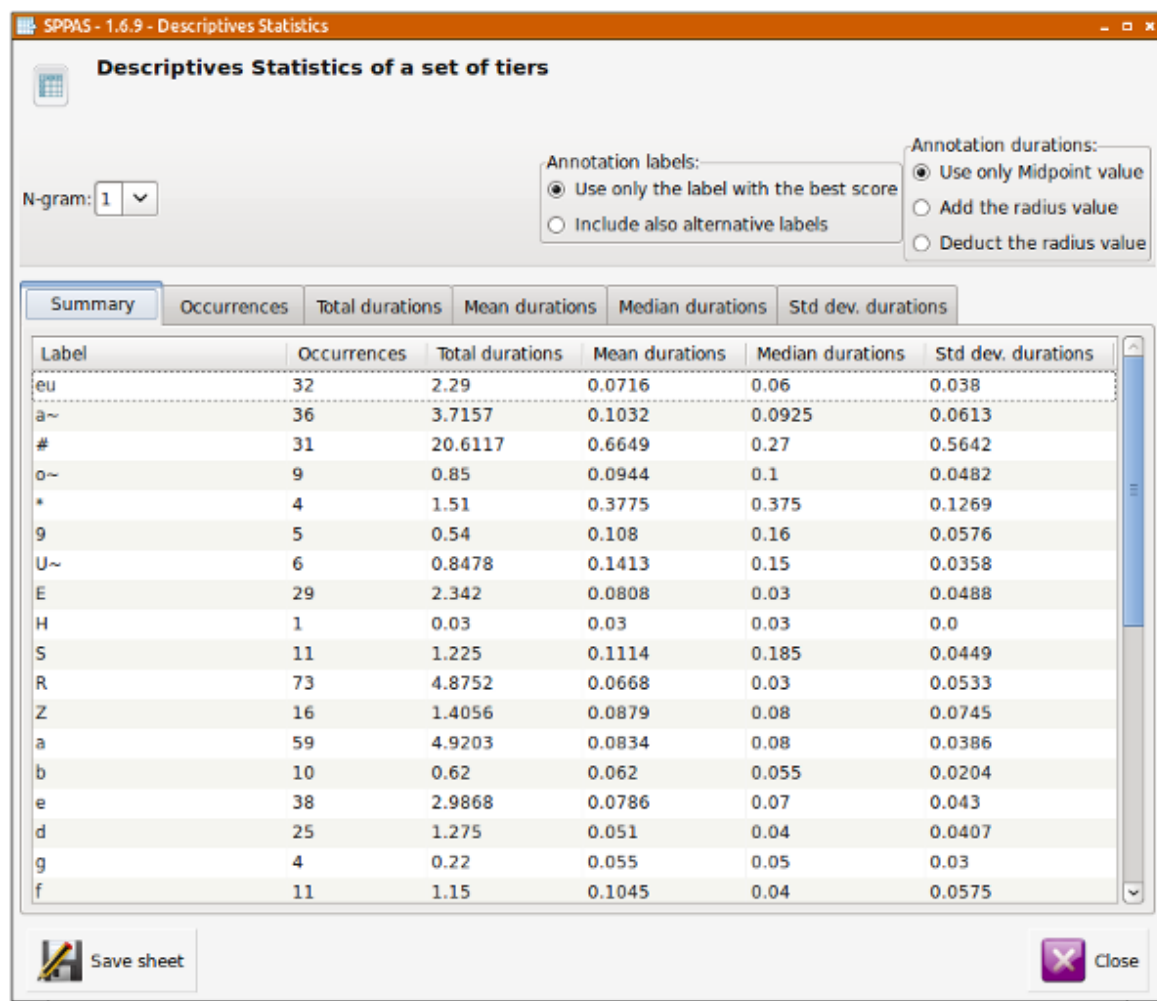 SPPAS - 1.6.9 - Descriptives Statistics
Descriptives Statistics of a set of tiers
N-gram: 1
Annotation labels:
Use only the label with the best score
Include also alternative labels
Annotation durations:
Use only Midpoint value
Add the radius value
Deduct the radius value
Summary Occurrences Total durations Mean durations Median durations Std dev. durations
Label Occurrences Total durations Mean durations Median durations Std dev. durations
eu 32 2.29 0.0716 0.06 0.038
a~ 36 3.7157 0.1032 0.0925 0.0613
# 31 20.6117 0.6649 0.27 0.5642
o~ 9 0.85 0.0944 0.1 0.0482
* 4 1.51 0.3775 0.375 0.1269
9 5 0.54 0.108 0.16 0.0576
U~ 6 0.8478 0.1413 0.15 0.0358
E 29 2.342 0.0808 0.03 0.0488
H 1 0.03 0.03 0.03 0.0
S 11 1.225 0.1114 0.185 0.0449
R 73 4.8752 0.0668 0.03 0.0533
Z 16 1.4056 0.0879 0.08 0.0745
a 59 4.9203 0.0834 0.08 0.0386
b 10 0.62 0.062 0.055 0.0204
e 38 2.9868 0.0786 0.07 0.043
d 25 1.275 0.051 0.04 0.0407
g 4 0.22 0.055 0.05 0.03
f 11 1.15 0.1045 0.04 0.0575
Save sheet
Close